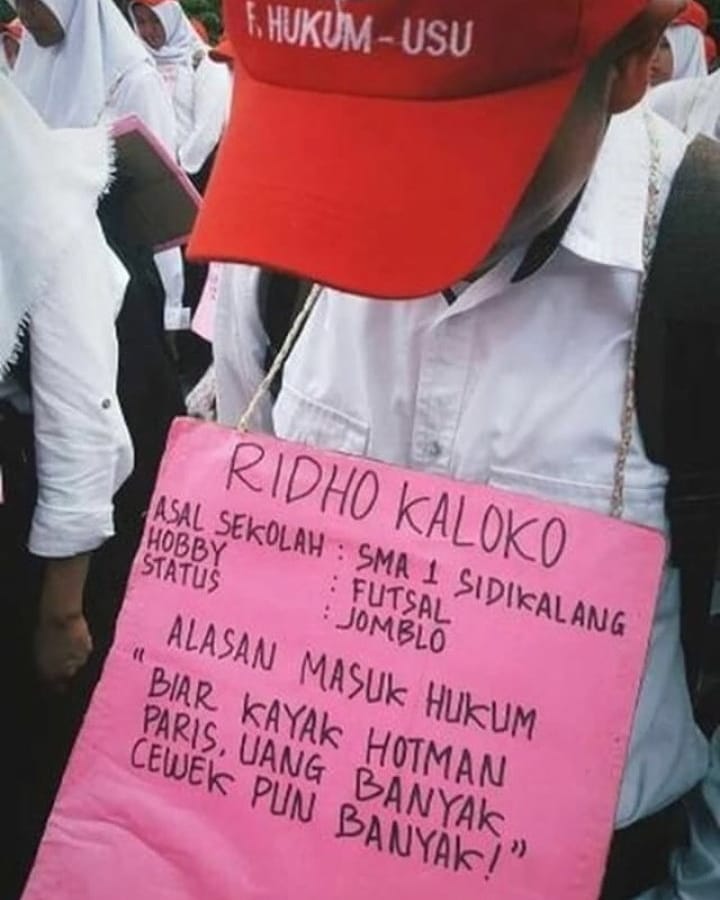 F. HUKUM - USU
RIDHO KALOKO
ASAL SEKOLAH : SMA 1 SIDIKALANG
HOBBY : FUTSAL
STATUS : JOMBLO
ALASAN MASUK HUKUM
"BIAR KAYAK HOTMAN
PARIS, UANG BANYAK
CEWEK PUN BANYAK!"